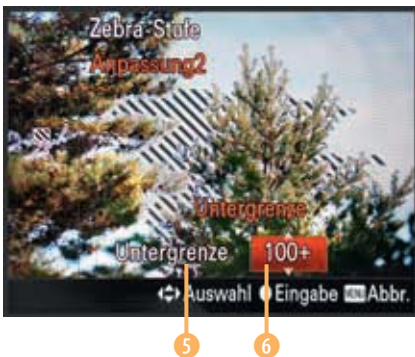 Zebra-Stufe
Anpassung2
Untergrenze
Untergrenze 100+
Auswahl Eingabe MENU Abbr.
5 6